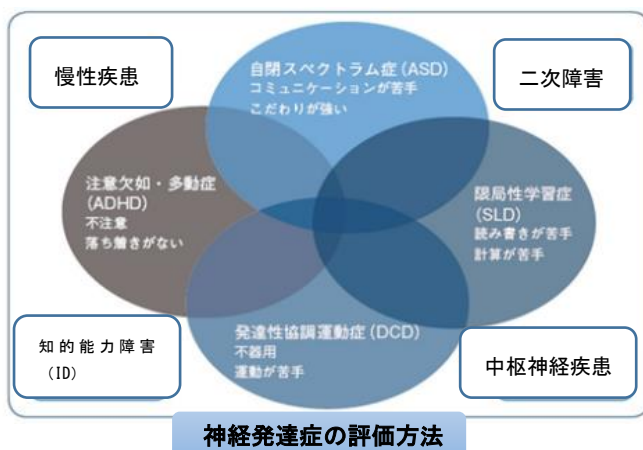 慢性疾患
自閉スペクトラム症(ASD)
コミュニケーションが苦手
こだわりが強い
二次障害
注意欠如・多動症
(ADHD)
不注意
落ち着きがない
限局性学習症
(SLD)
読み書きが苦手
計算が苦手
発達性協調運動症(DCD)
不器用
運動が苦手
知的能力障害
(ID)
中枢神経疾患
神経発達症の評価方法